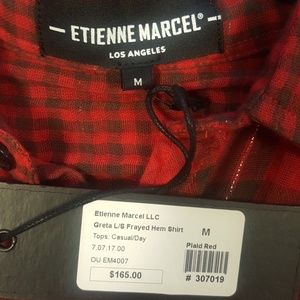 ETIENNE MARCEL®
LOS ANGELES
M
Etienne Marcel LLC
Greta L/S Frayed Hem Shirt
M
Tops: Casual/Day
7.07.17.00
Plaid Red
OU EM4007
$165.00
# 307019